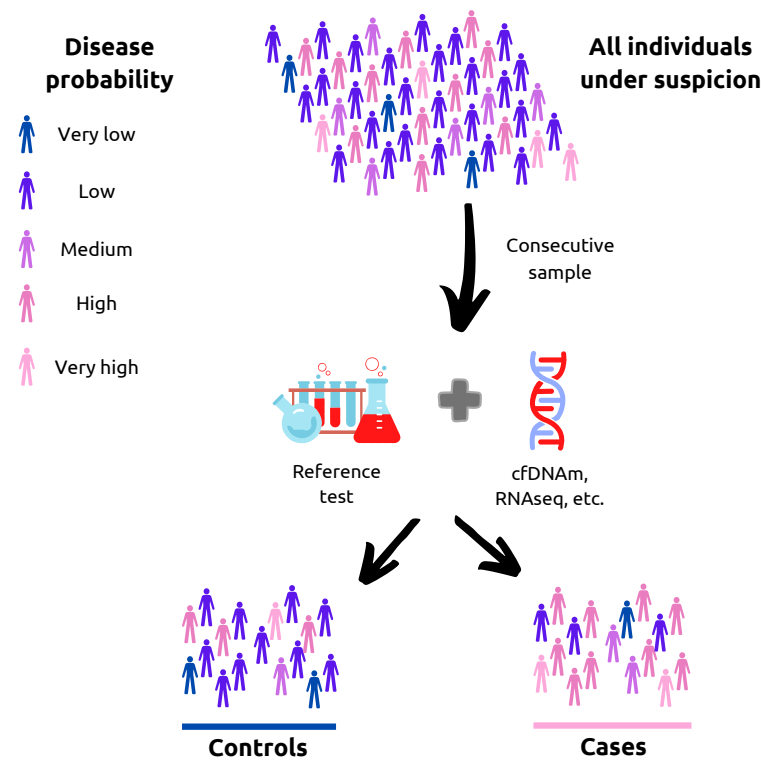 Disease
probability
All individuals
under suspicion
Very low
Low
Medium
High
Very high
Consecutive
sample
Reference
test
cfDNAm,
RNAseq, etc.
Controls
Cases